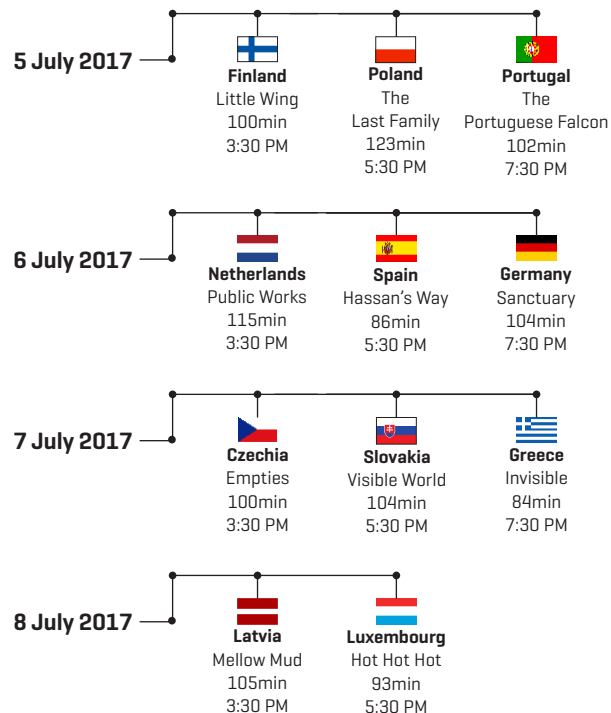 5 July 2017
Finland
Little Wing
100min
3:30 PM
Poland
The
Last Family
123min
5:30 PM
Portugal
The
Portuguese Falcon
102min
7:30 PM
6 July 2017
Netherlands
Public Works
115min
3:30 PM
Spain
Hassan's Way
86min
5:30 PM
Germany
Sanctuary
104min
7:30 PM
7 July 2017
Czechia
Empties
100min
3:30 PM
Slovakia
Visible World
104min
5:30 PM
Greece
Invisible
84min
7:30 PM
8 July 2017
Latvia
Mellow Mud
105min
3:30 PM
Luxembourg
Hot Hot Hot
93min
5:30 PM